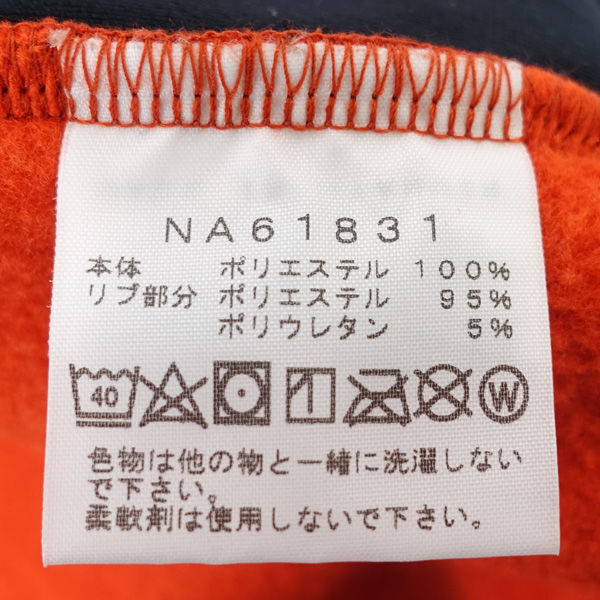 NA61831
本体 ポリエステル 100%
リブ部分 ポリエステル 95%
ポリウレタン 5%
40 W
色物は他の物と一緒に洗濯しない
で下さい。
柔軟剤は使用しないで下さい。